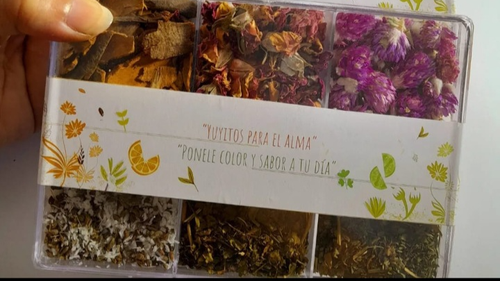 "YUYITOS PARA EL ALMA"
"PONELE COLOR Y SABOR A TU DÍA"